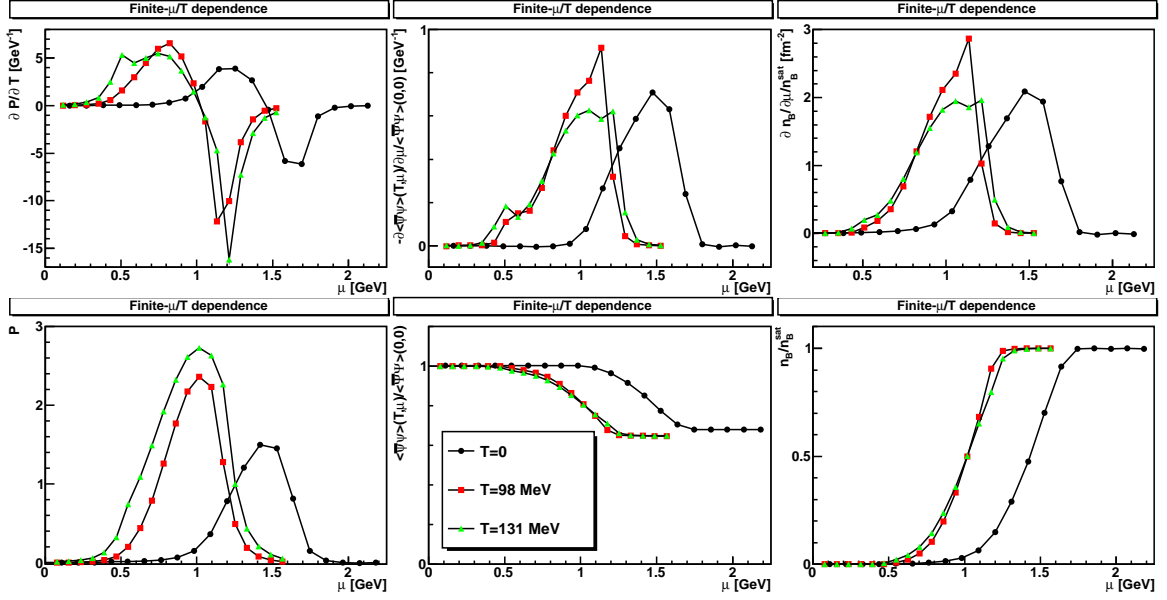 Finite-μ/T dependence
Finite-μ/T dependence
Finite-μ/T dependence
∂ P/∂ T [GeV⁻¹]
5
0
-5
-10
-15
0 0.5 1 1.5 2
μ [GeV]
-∂<Ψ̄Ψ>(T,μ)/∂μ/<Ψ̄Ψ>(0,0) [GeV⁻¹]
1
0
0.5 1 1.5 2
μ [GeV]
∂ n_B/∂μ/n_B^sat [fm⁻²]
3
2
1
0
0.5 1 1.5 2
μ [GeV]
Finite-μ/T dependence
Finite-μ/T dependence
Finite-μ/T dependence
P
3
2
1
0
0 0.5 1 1.5 2
μ [GeV]
<Ψ̄Ψ>(T,μ)/<Ψ̄Ψ>(0,0)
1
0
0 0.5 1 1.5 2
μ [GeV]
T=0
T=98 MeV
T=131 MeV
n_B/n_B^sat
1
0.5
0
0 0.5 1 1.5 2
μ [GeV]